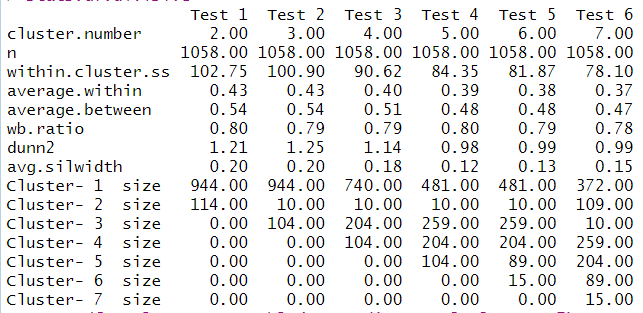 Test 1 Test 2 Test 3 Test 4 Test 5 Test 6
cluster.number 2.00 3.00 4.00 5.00 6.00 7.00
n 1058.00 1058.00 1058.00 1058.00 1058.00 1058.00
within.cluster.ss 102.75 100.90 90.62 84.35 81.87 78.10
average.within 0.43 0.43 0.40 0.39 0.38 0.37
average.between 0.54 0.54 0.51 0.48 0.48 0.47
wb.ratio 0.80 0.79 0.79 0.80 0.79 0.78
dunn2 1.21 1.25 1.14 0.98 0.99 0.99
avg.silwidth 0.20 0.20 0.18 0.12 0.13 0.15
Cluster- 1 size 944.00 944.00 740.00 481.00 481.00 372.00
Cluster- 2 size 114.00 10.00 10.00 10.00 10.00 109.00
Cluster- 3 size 0.00 104.00 204.00 259.00 259.00 10.00
Cluster- 4 size 0.00 0.00 104.00 204.00 204.00 259.00
Cluster- 5 size 0.00 0.00 0.00 104.00 89.00 204.00
Cluster- 6 size 0.00 0.00 0.00 0.00 15.00 89.00
Cluster- 7 size 0.00 0.00 0.00 0.00 0.00 15.00